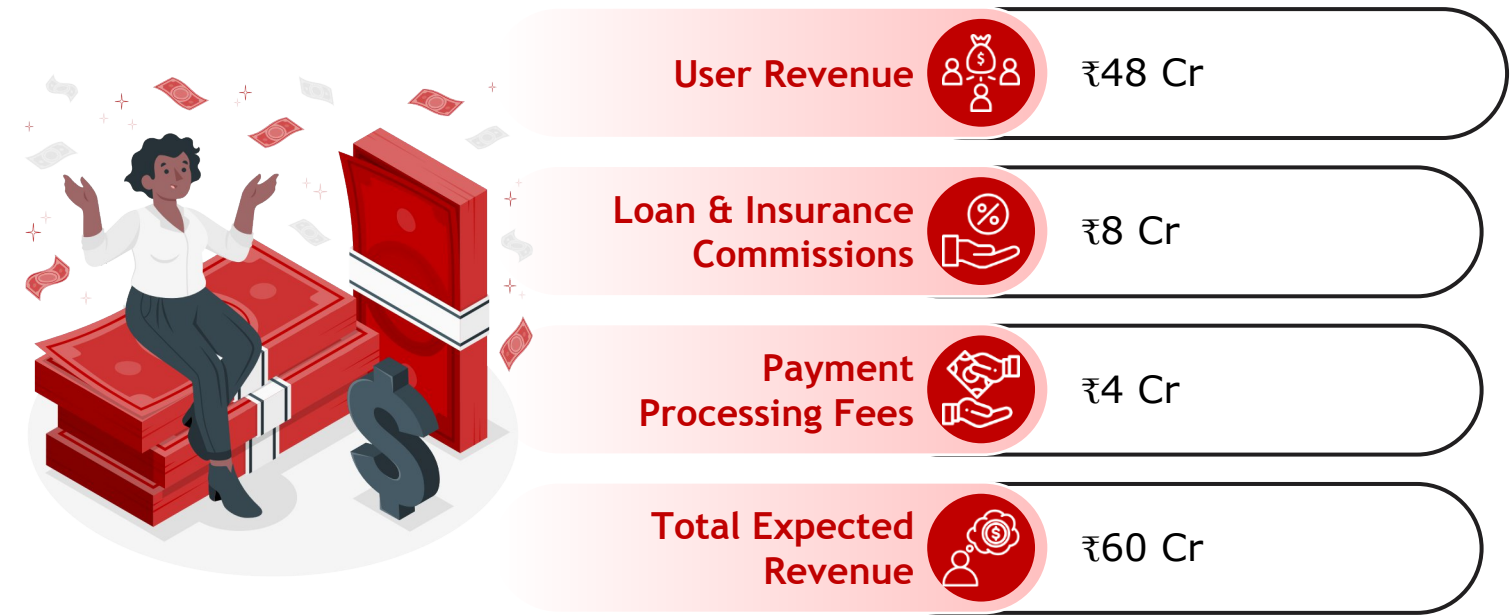 User Revenue
₹48 Cr
Loan & Insurance
Commissions
₹8 Cr
Payment
Processing Fees
₹4 Cr
Total Expected
Revenue
₹60 Cr